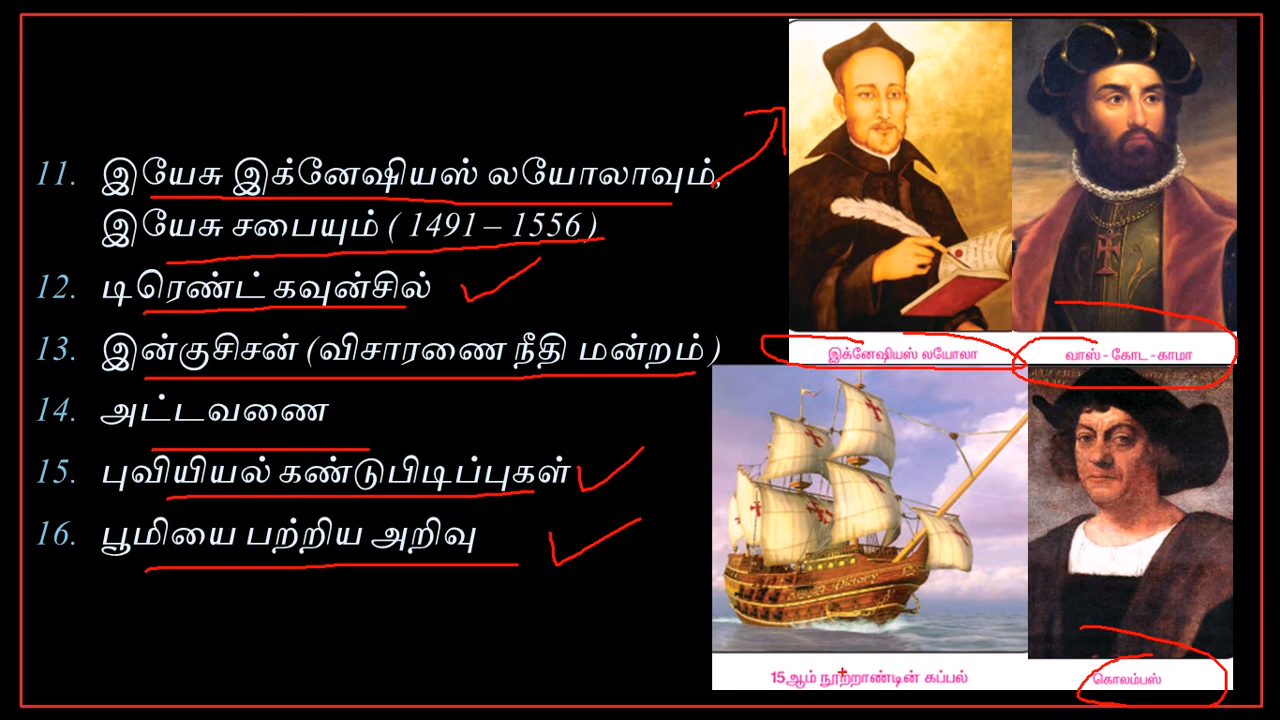 11. இயேசு இக்னேஷியஸ் லயோலாவும்,
இயேசு சபையும் ( 1491 – 1556 )
12. டிரெண்ட் கவுன்சில்
13. இன்குசிசன் (விசாரணை நீதி மன்றம் )
14. அட்டவணை
15. புவியியல் கண்டுபிடிப்புகள்
16. பூமியை பற்றிய அறிவு
இக்னேஷியஸ் லயோலா
வாஸ் - கோட -காமா
15ஆம் நூற்றாண்டின் கப்பல்
கொலம்பஸ்